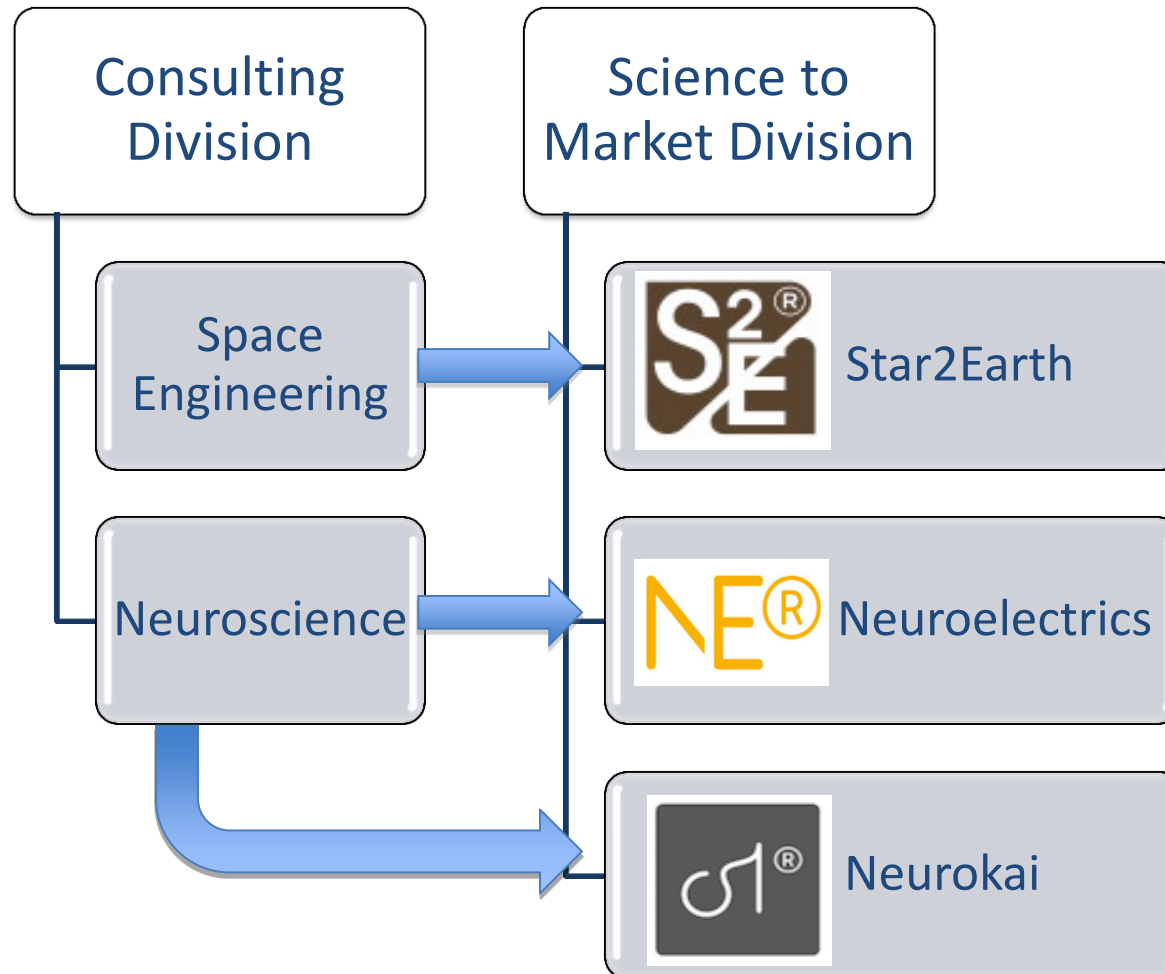 Consulting
Division
Science to
Market Division
Space
Engineering
S2E®
Star2Earth
Neuroscience
NE®
Neuroelectrics
®
Neurokai